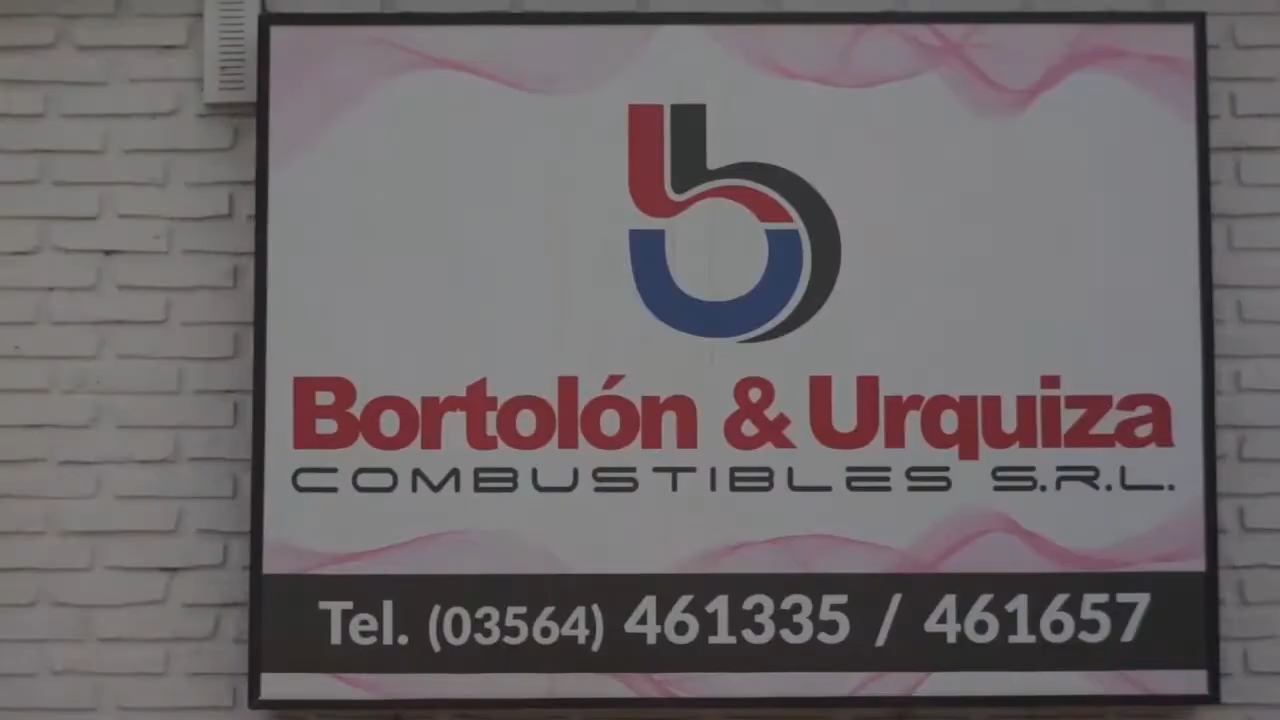 Bortolón & Urquiza
COMBUSTIBLES S.R.L.
Tel. (03564) 461335 / 461657